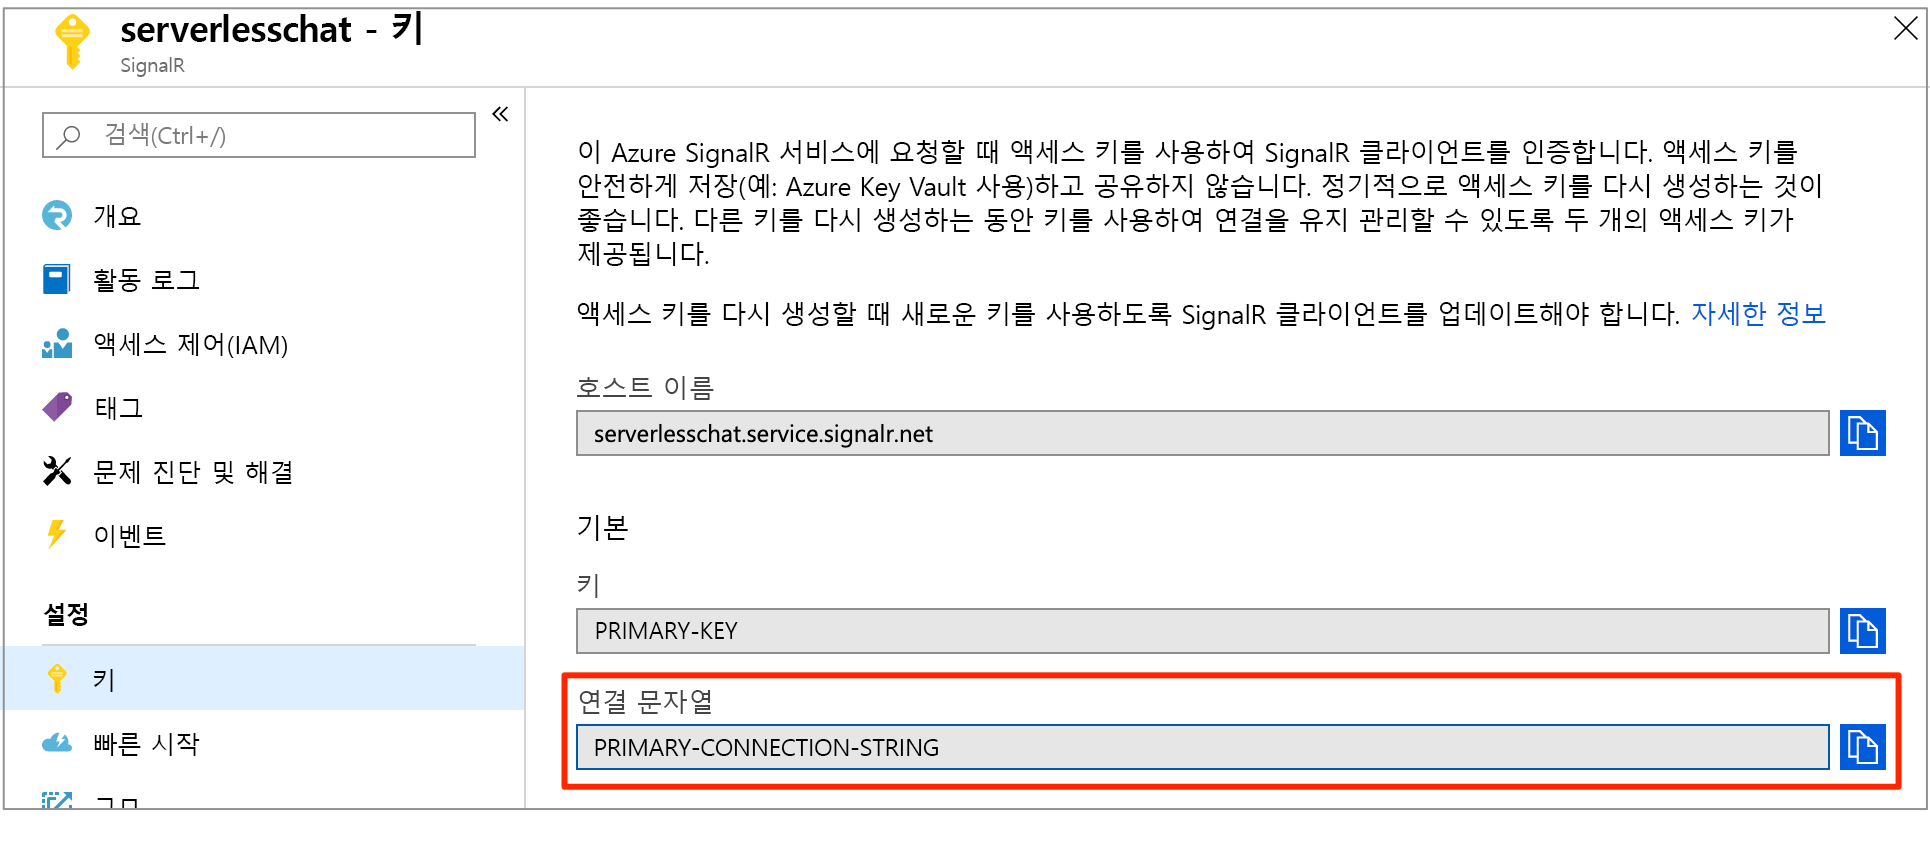 serverlesschat - 키
SignalR
검색(Ctrl+/)
개요
활동 로그
액세스 제어(IAM)
태그
문제 진단 및 해결
이벤트
설정
키
빠른 시작
이 Azure SignalR 서비스에 요청할 때 액세스 키를 사용하여 SignalR 클라이언트를 인증합니다. 액세스 키를
안전하게 저장(예: Azure Key Vault 사용)하고 공유하지 않습니다. 정기적으로 액세스 키를 다시 생성하는 것이
좋습니다. 다른 키를 다시 생성하는 동안 키를 사용하여 연결을 유지 관리할 수 있도록 두 개의 액세스 키가
제공됩니다.
액세스 키를 다시 생성할 때 새로운 키를 사용하도록 SignalR 클라이언트를 업데이트해야 합니다. 자세한 정보
호스트 이름
serverlesschat.service.signalr.net
기본
키
PRIMARY-KEY
연결 문자열
PRIMARY-CONNECTION-STRING